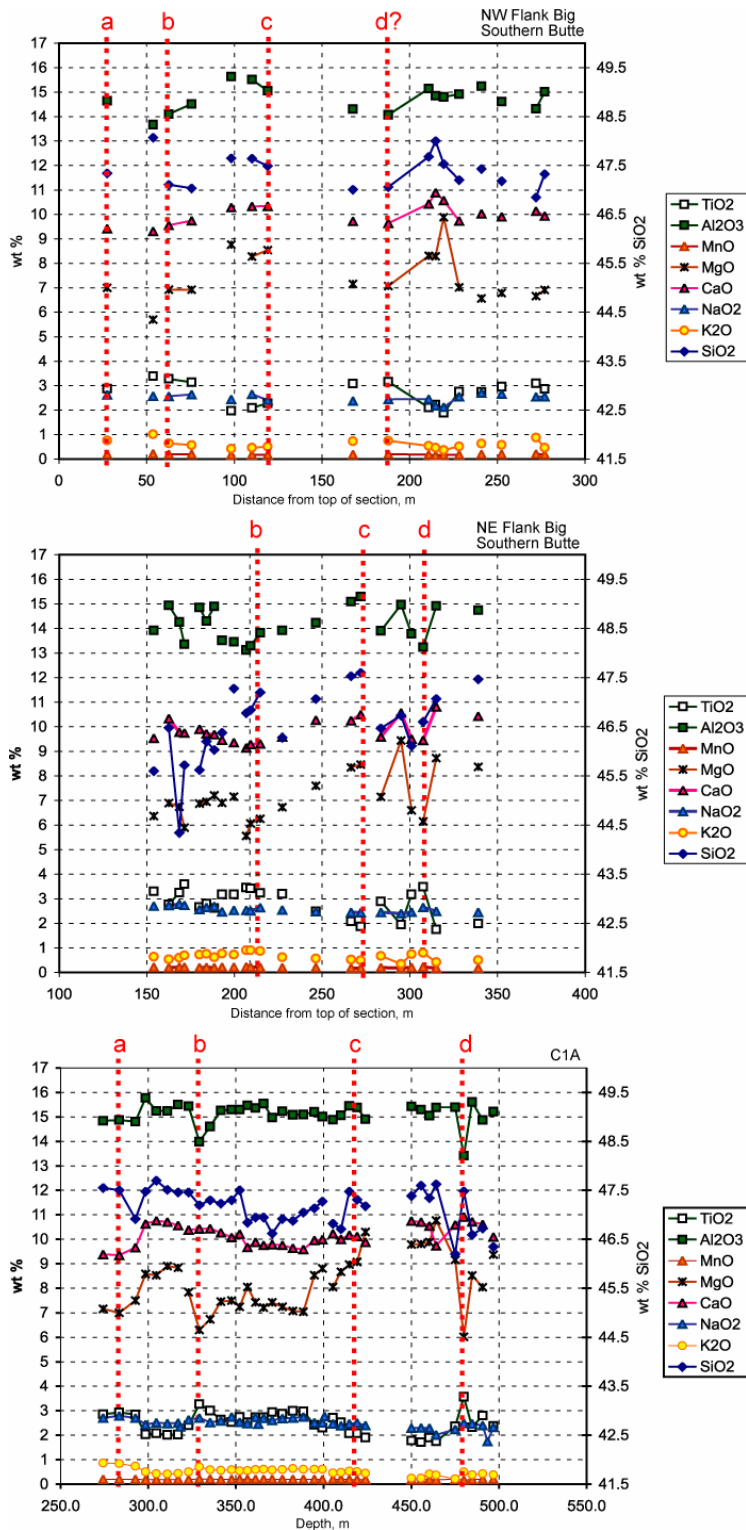 a b c d?
NW Flank Big
Southern Butte
17
16
15
14
13
12
11
10
9
8
7
6
5
4
3
2
1
0
wt %
49.5
48.5
47.5
46.5
45.5
44.5
43.5
42.5
41.5
wt % SiO2
0 50 100 150 200 250 300
Distance from top of section, m
TiO2
Al2O3
MnO
MgO
CaO
NaO2
K2O
SiO2
b c d
NE Flank Big
Southern Butte
17
16
15
14
13
12
11
10
9
8
7
6
5
4
3
2
1
0
wt %
49.5
48.5
47.5
46.5
45.5
44.5
43.5
42.5
41.5
wt % SiO2
100 150 200 250 300 350 400
Distance from top of section, m
TiO2
Al2O3
MnO
MgO
CaO
NaO2
K2O
SiO2
a b c d
C1A
17
16
15
14
13
12
11
10
9
8
7
6
5
4
3
2
1
0
wt %
49.5
48.5
47.5
46.5
45.5
44.5
43.5
42.5
41.5
wt % SiO2
250.0 300.0 350.0 400.0 450.0 500.0 550.0
Depth, m
TiO2
Al2O3
MnO
MgO
CaO
NaO2
K2O
SiO2